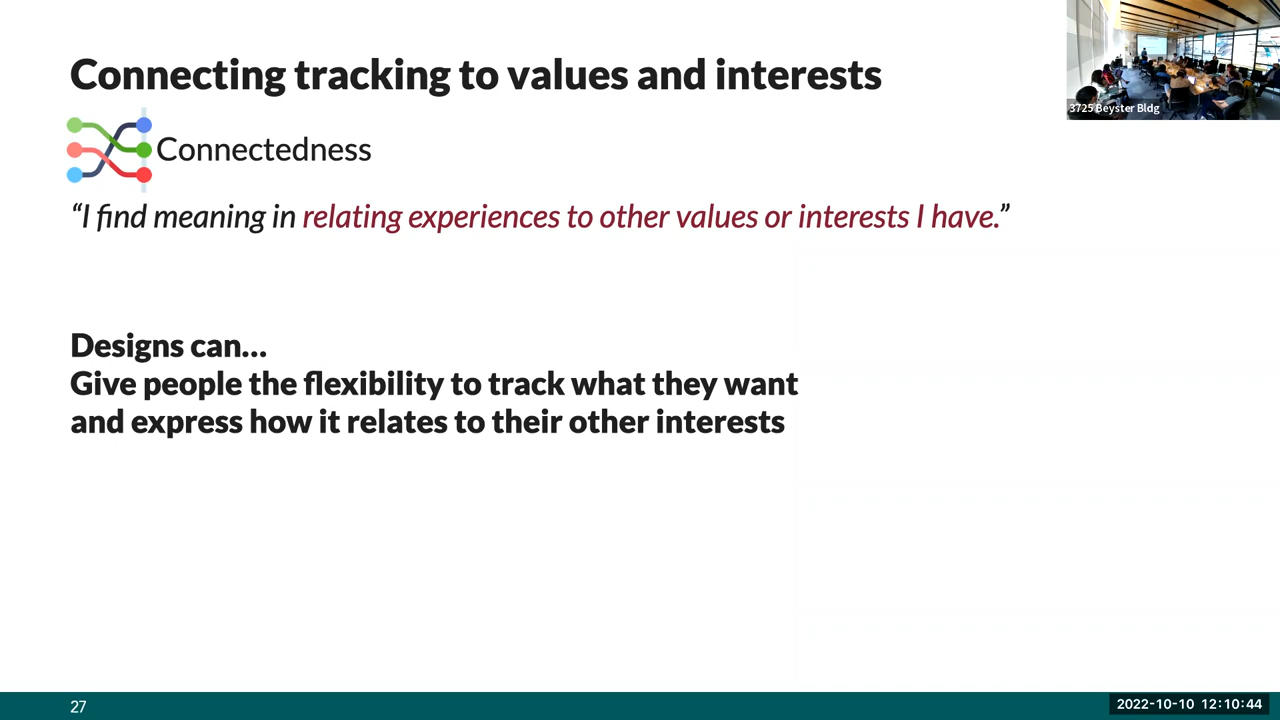 Connecting tracking to values and interests
3725 Beyster Bldg
Connectedness
“I find meaning in relating experiences to other values or interests I have.”
Designs can...
Give people the flexibility to track what they want
and express how it relates to their other interests
27
2022-10-10 12:10:44